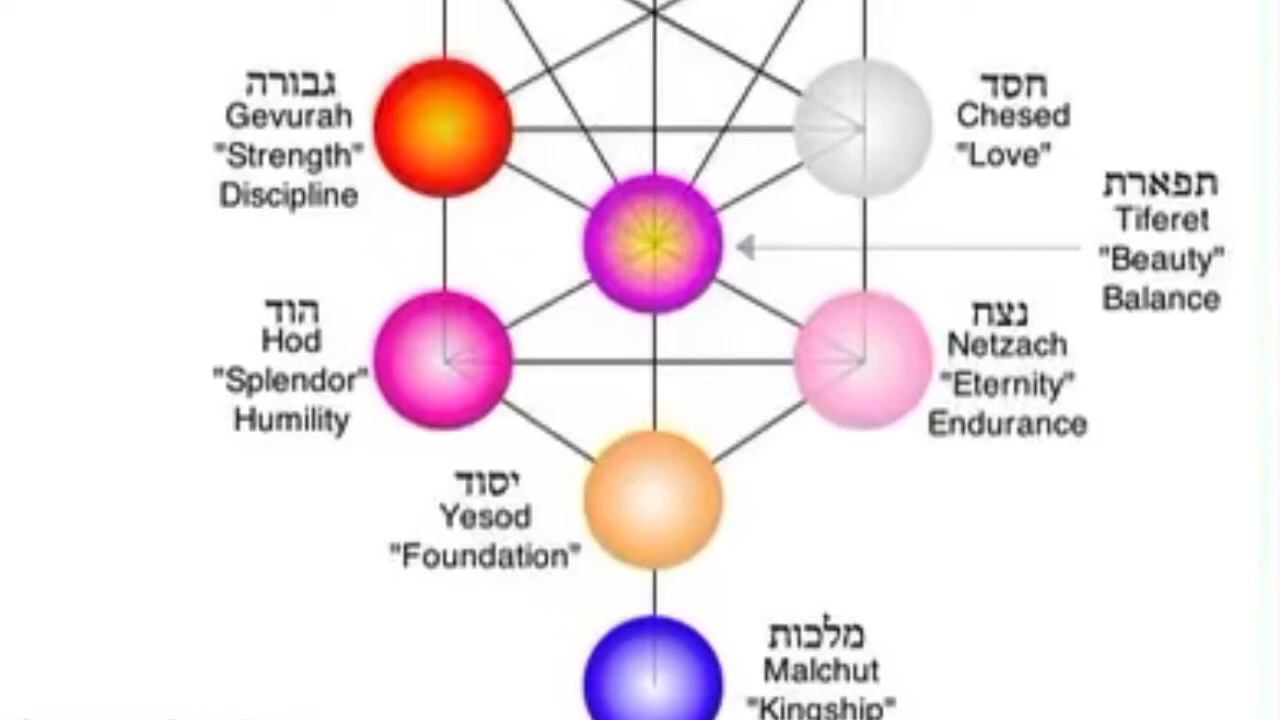 גבורה
Gevurah
"Strength"
Discipline
חסד
Chesed
"Love"
תפארת
Tiferet
"Beauty"
Balance
הוד
Hod
"Splendor"
Humility
נצח
Netzach
"Eternity"
Endurance
יסוד
Yesod
"Foundation"
מלכות
Malchut
"Kingship"